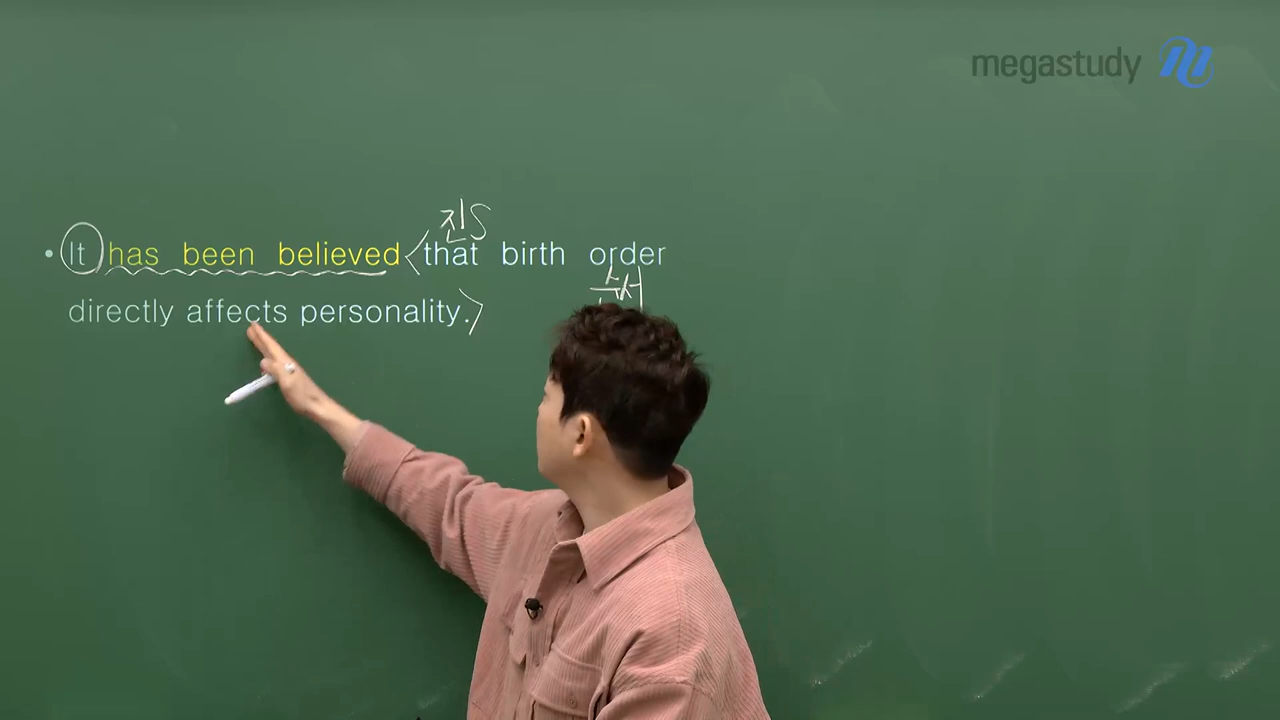 megastudy
진S
• It has been believed <that birth order
순서
directly affects personality.>